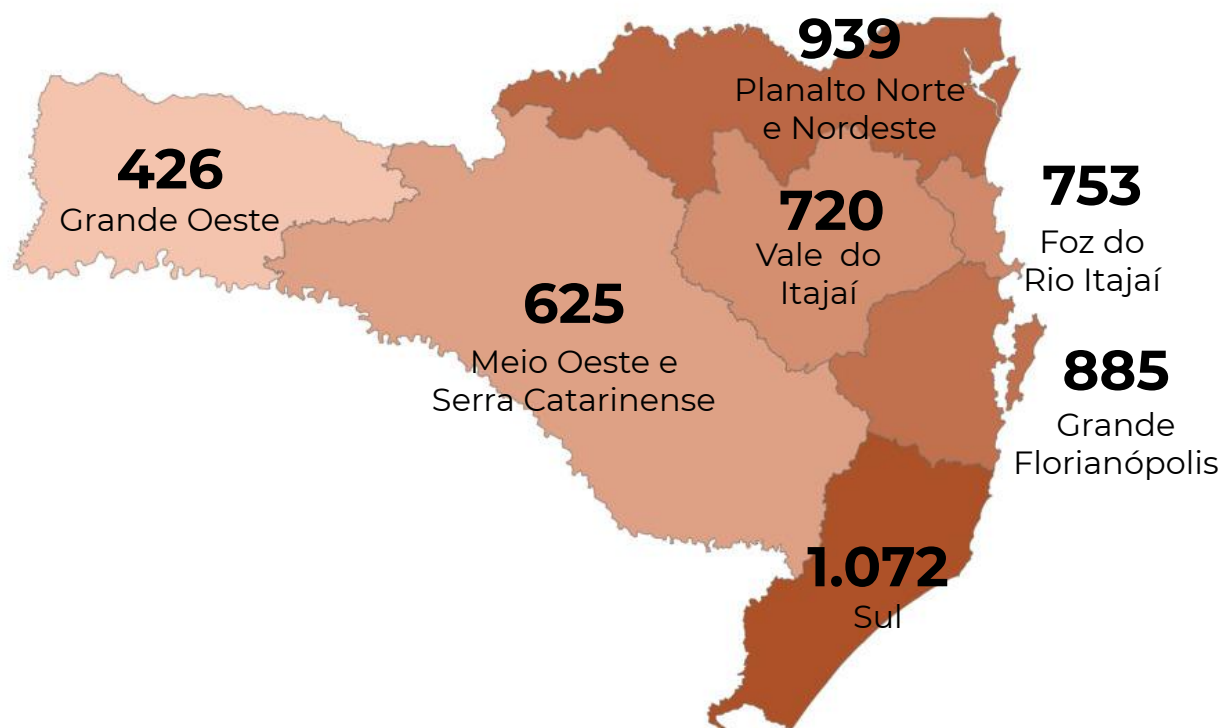 939
Planalto Norte
e Nordeste
426
Grande Oeste
753
Foz do
Rio Itajaí
720
Vale do
Itajaí
625
Meio Oeste e
Serra Catarinense
885
Grande
Florianópolis
1.072
Sul